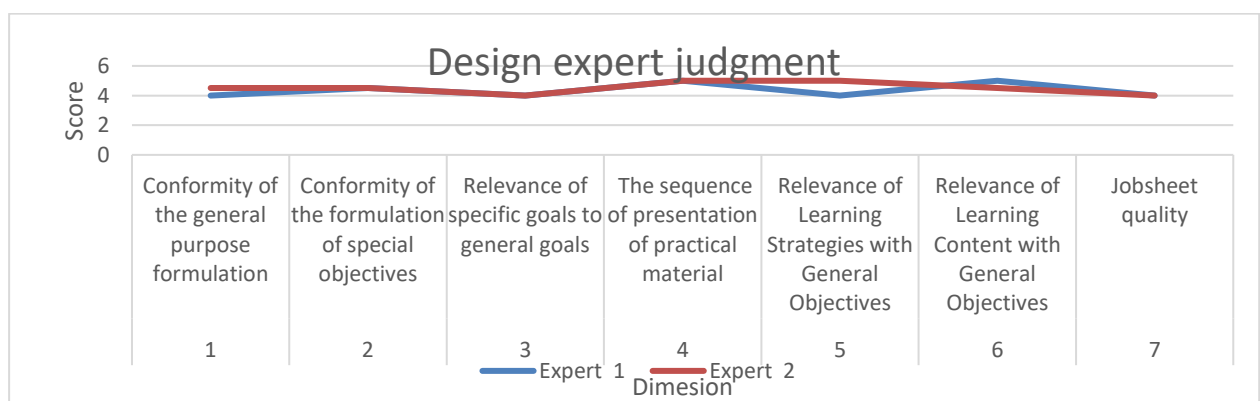 Design expert judgment
Score
6
4
2
0
Conformity of
the general
purpose
formulation
Conformity of
the formulation
of special
objectives
Relevance of
specific goals to
general goals
The sequence
of presentation
of practical
material
Relevance of
Learning
Strategies with
General
Objectives
Relevance of
Learning
Content with
General
Objectives
Jobsheet
quality
1 2 3 4 5 6 7
Expert 1 Expert 2
Dimesion